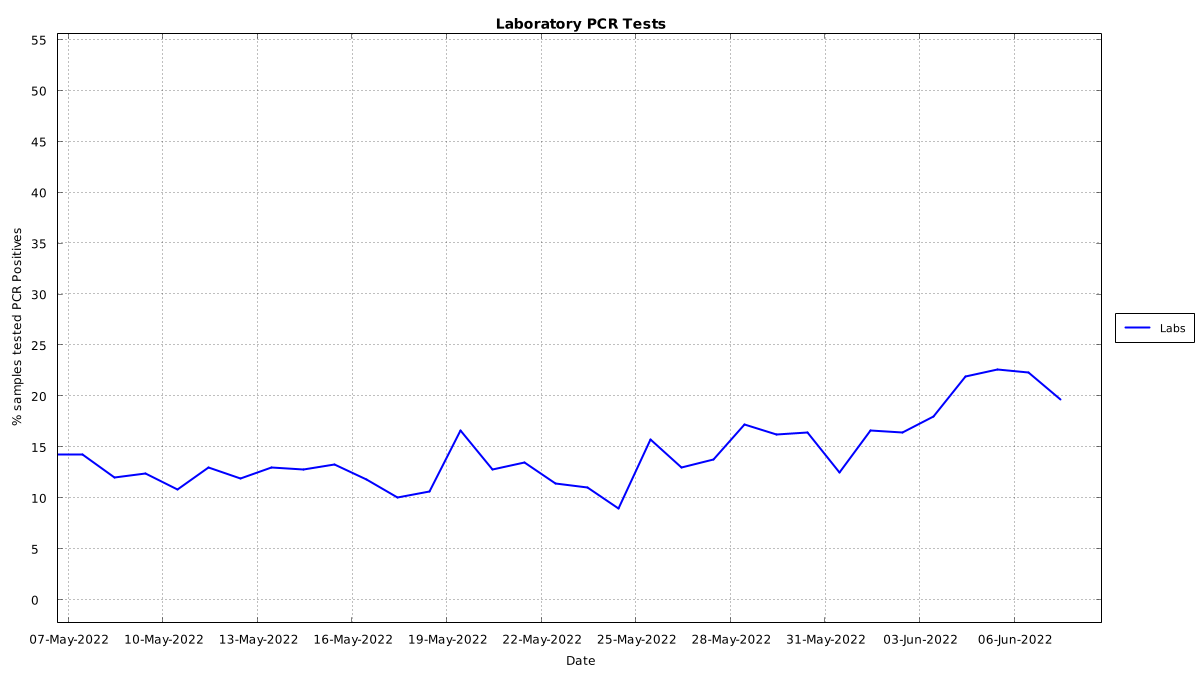 Laboratory PCR Tests
55
50
45
40
35
30
25
20
15
10
5
0
% samples tested PCR Positives
07-May-2022 10-May-2022 13-May-2022 16-May-2022 19-May-2022 22-May-2022 25-May-2022 28-May-2022 31-May-2022 03-Jun-2022 06-Jun-2022
Date
Labs